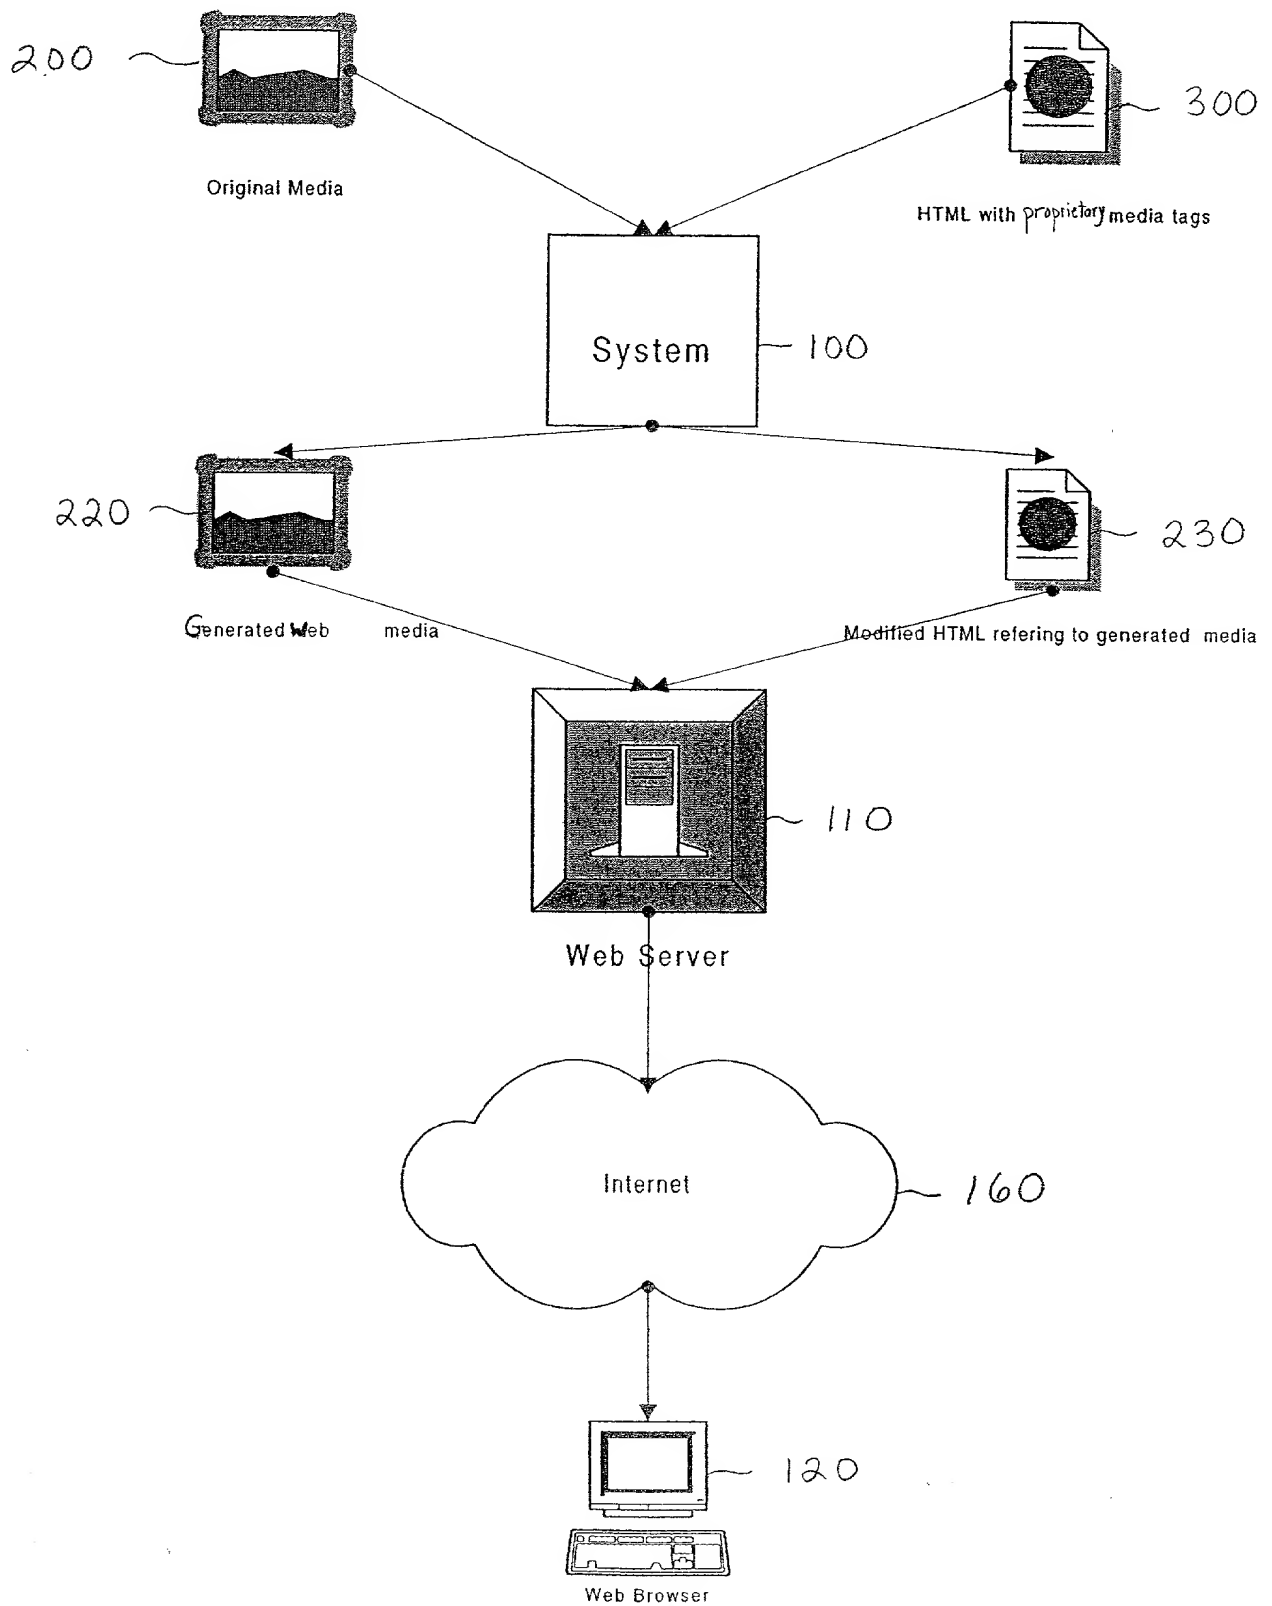 200
300
Original Media
HTML with proprietary media tags
System
100
220
230
Generated Web media
Modified HTML refering to generated media
110
Web Server
Internet
160
120
Web Browser